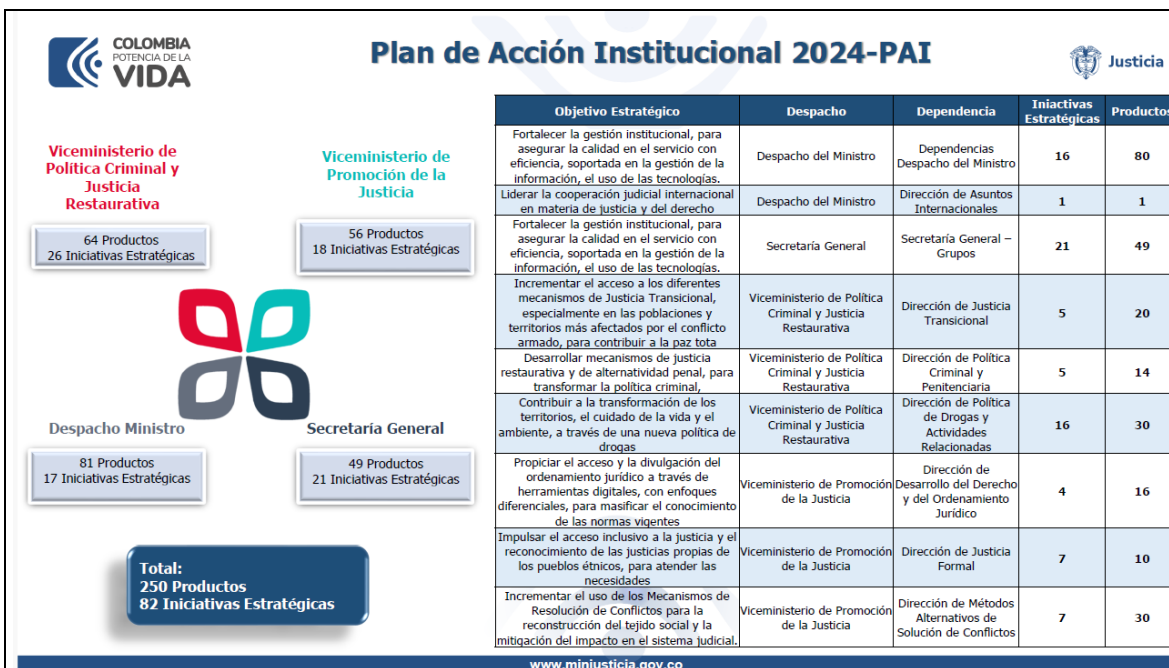 COLOMBIA
POTENCIA DE LA
VIDA
Plan de Acción Institucional 2024-PAI
Justicia
Viceministerio de
Política Criminal y
Justicia
Restaurativa
64 Productos
26 Iniciativas Estratégicas
Viceministerio de
Promoción de la
Justicia
56 Productos
18 Iniciativas Estratégicas
Despacho Ministro
81 Productos
17 Iniciativas Estratégicas
Secretaría General
49 Productos
21 Iniciativas Estratégicas
Total:
250 Productos
82 Iniciativas Estratégicas
Objetivo Estratégico
Despacho
Dependencia
Iniactivas
Estratégicas
Productos
Fortalecer la gestión institucional, para
asegurar la calidad en el servicio con
eficiencia, soportada en la gestión de la
información, el uso de las tecnologías.
Despacho del Ministro
Dependencias
Despacho del Ministro
16
80
Liderar la cooperación judicial internacional
en materia de justicia y del derecho
Despacho del Ministro
Dirección de Asuntos
Internacionales
1
1
Fortalecer la gestión institucional, para
asegurar la calidad en el servicio con
eficiencia, soportada en la gestión de la
información, el uso de las tecnologías.
Secretaría General
Secretaría General –
Grupos
21
49
Incrementar el acceso a los diferentes
mecanismos de Justicia Transicional,
especialmente en las poblaciones y
territorios más afectados por el conflicto
armado, para contribuir a la paz tota
Viceministerio de Política
Criminal y Justicia
Restaurativa
Dirección de Justicia
Transicional
5
20
Desarrollar mecanismos de justicia
restaurativa y de alternatividad penal, para
transformar la política criminal,
Viceministerio de Política
Criminal y Justicia
Restaurativa
Dirección de Política
Criminal y
Penitenciaria
5
14
Contribuir a la transformación de los
territorios, el cuidado de la vida y el
ambiente, a través de una nueva política de
drogas
Viceministerio de Política
Criminal y Justicia
Restaurativa
Dirección de Política
de Drogas y
Actividades
Relacionadas
16
30
Propiciar el acceso y la divulgación del
ordenamiento jurídico a través de
herramientas digitales, con enfoques
diferenciales, para masificar el conocimiento
de las normas vigentes
Viceministerio de Promoción
de la Justicia
Dirección de
Desarrollo del Derecho
y del Ordenamiento
Jurídico
4
16
Impulsar el acceso inclusivo a la justicia y el
reconocimiento de las justicias propias de
los pueblos étnicos, para atender las
necesidades
Viceministerio de Promoción
de la Justicia
Dirección de Justicia
Formal
7
10
Incrementar el uso de los Mecanismos de
Resolución de Conflictos para la
reconstrucción del tejido social y la
mitigación del impacto en el sistema judicial.
Viceministerio de Promoción
de la Justicia
Dirección de Métodos
Alternativos de
Solución de Conflictos
7
30
www.minjusticia.gov.co